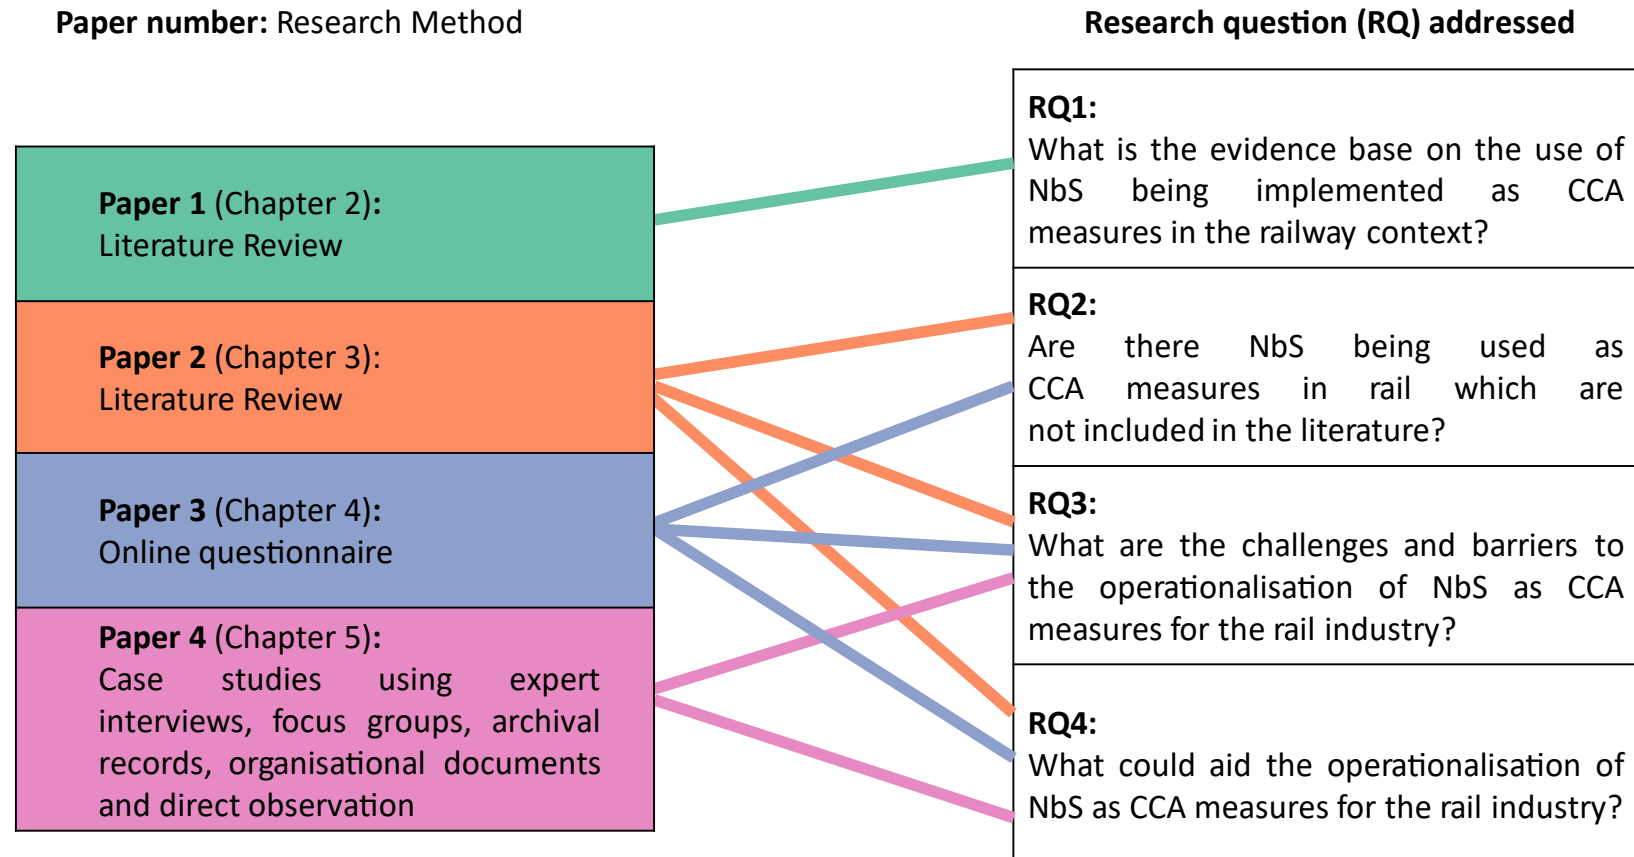 Paper number: Research Method
Research question (RQ) addressed
Paper 1 (Chapter 2):
Literature Review
Paper 2 (Chapter 3):
Literature Review
Paper 3 (Chapter 4):
Online questionnaire
Paper 4 (Chapter 5):
Case studies using expert
interviews, focus groups, archival
records, organisational documents
and direct observation
RQ1:
What is the evidence base on the use of
NbS being implemented as CCA
measures in the railway context?
RQ2:
Are there NbS being used as
CCA measures in rail which are
not included in the literature?
RQ3:
What are the challenges and barriers to
the operationalisation of NbS as CCA
measures for the rail industry?
RQ4:
What could aid the operationalisation of
NbS as CCA measures for the rail industry?